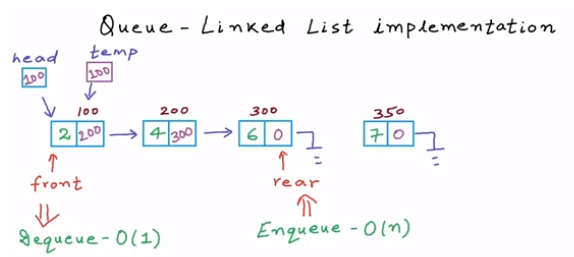 Queue - Linked List implementation
head
temp
100
100
100
200
300
350
2 200
4 300
6 0
7 0
front
rear
Dequeue - O(1)
Enqueue - O(n)